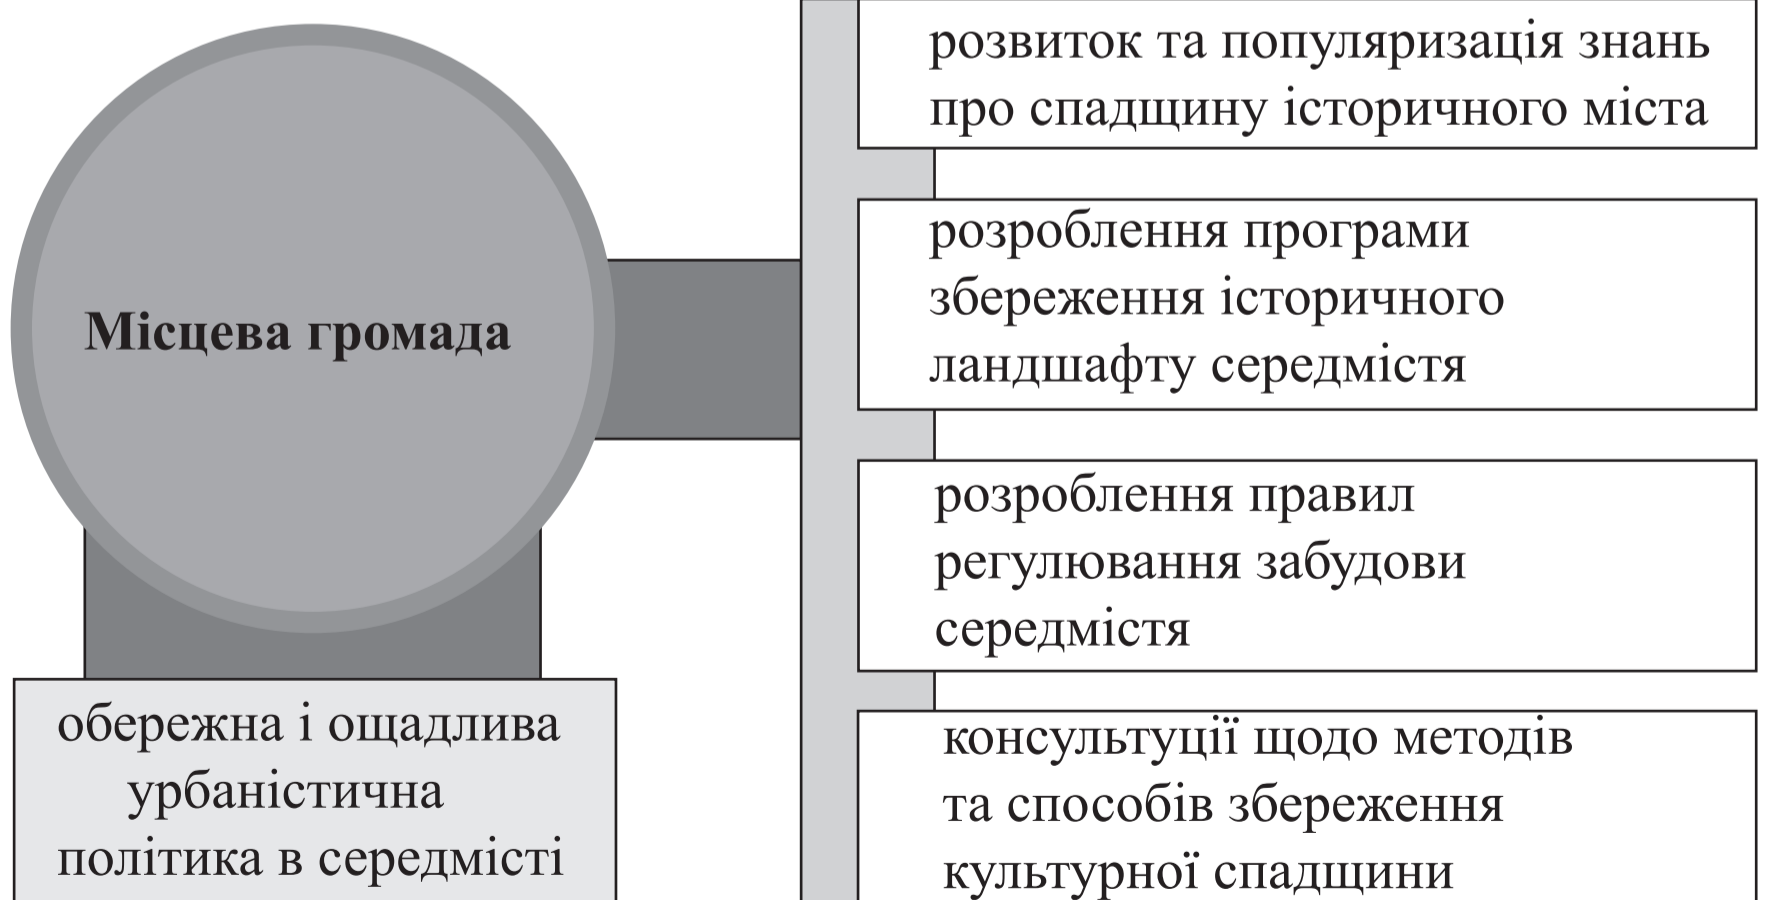 Місцева громада
обережна і ощадлива
урбаністична
політика в середмісті
розвиток та популяризація знань
про спадщину історичного міста
розроблення програми
збереження історичного
ландшафту середмістя
розроблення правил
регулювання забудови
середмістя
консультуції щодо методів
та способів збереження
культурної спадщини